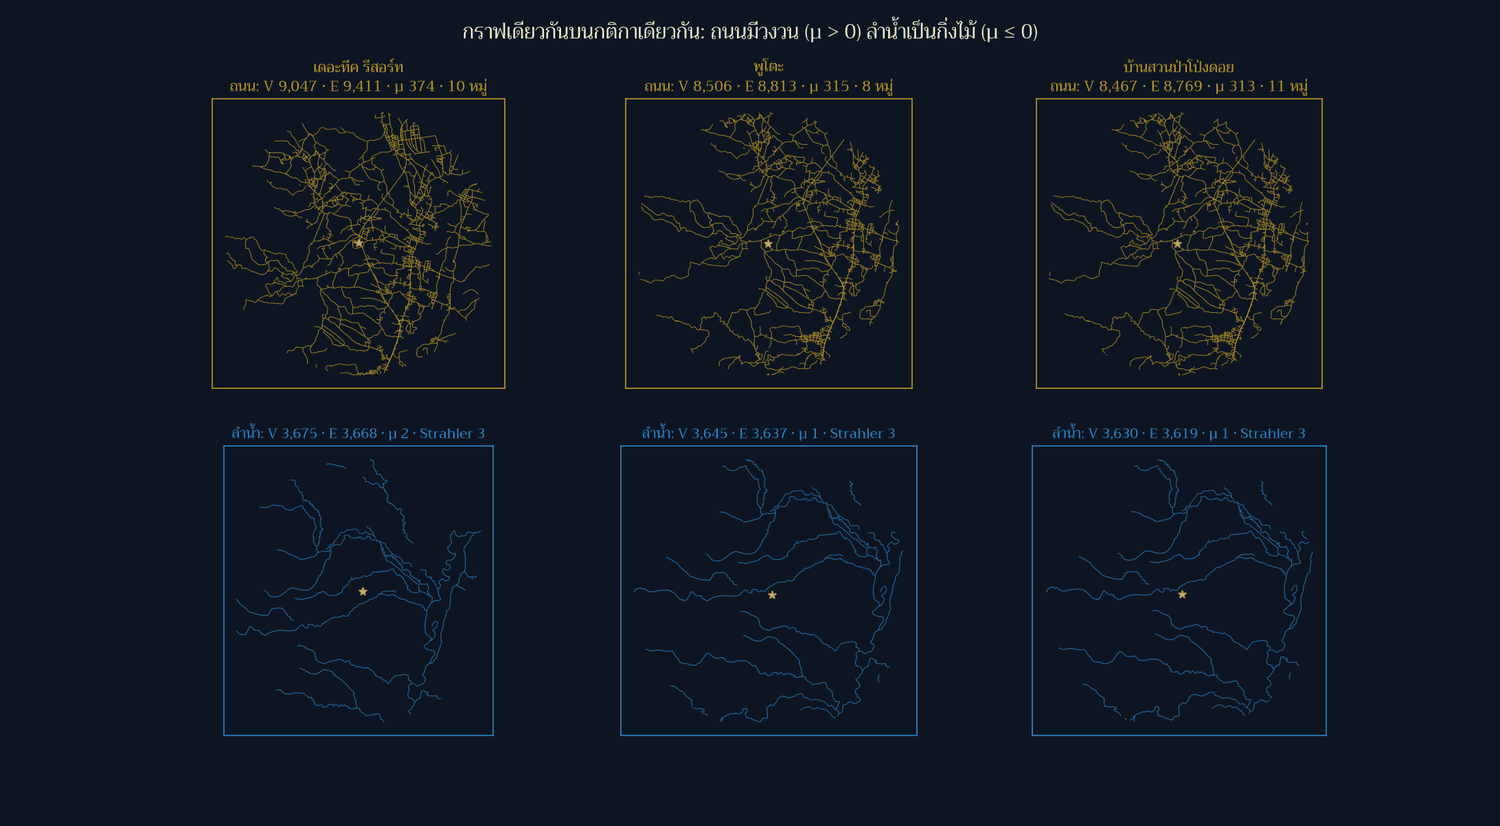 กราฟเดียวกันบนกติกาเดียวกัน: ถนนมีวงวน (μ > 0) ลำน้ำเป็นกิ่งไม้ (μ ≤ 0)
เดอะทีค รีสอร์ท
ถนน: V 9,047 · E 9,411 · μ 374 · 10 หมู่
พูโตะ
ถนน: V 8,506 · E 8,813 · μ 315 · 8 หมู่
บ้านสวนป่าโป่งดอย
ถนน: V 8,467 · E 8,769 · μ 313 · 11 หมู่
ลำน้ำ: V 3,675 · E 3,668 · μ 2 · Strahler 3
ลำน้ำ: V 3,645 · E 3,637 · μ 1 · Strahler 3
ลำน้ำ: V 3,630 · E 3,619 · μ 1 · Strahler 3